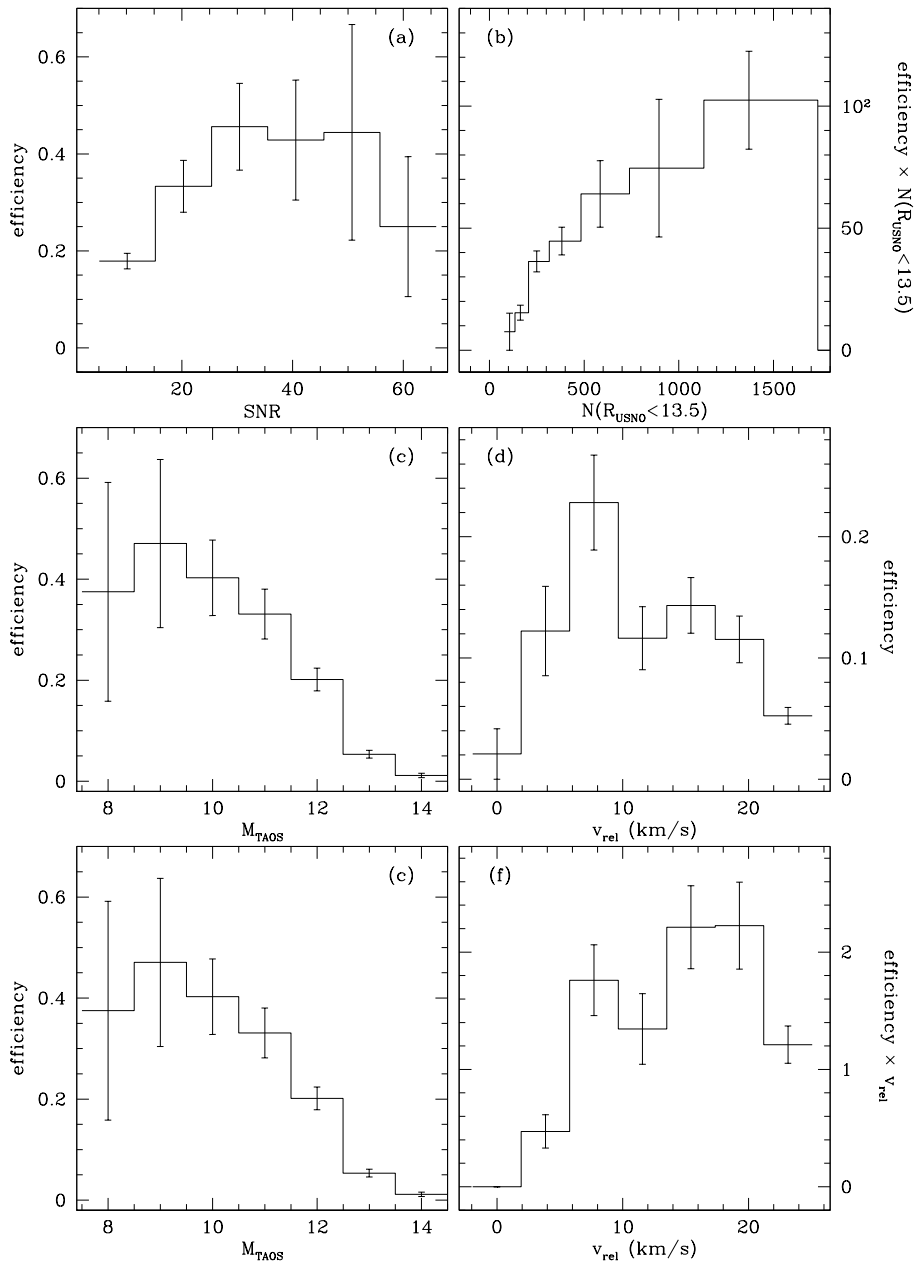 (a)
0.6
0.4
0.2
0
efficiency
20
40
60
SNR
(b)
10²
50
0
efficiency × N(R_USNO<13.5)
0
500
1000
1500
N(R_USNO<13.5)
(c)
0.6
0.4
0.2
0
efficiency
8
10
12
14
M_TAOS
(d)
0.2
0.1
0
efficiency
0
10
20
v_rel (km/s)
(c)
0.6
0.4
0.2
0
efficiency
8
10
12
14
M_TAOS
(f)
2
1
0
efficiency × v_rel
0
10
20
v_rel (km/s)